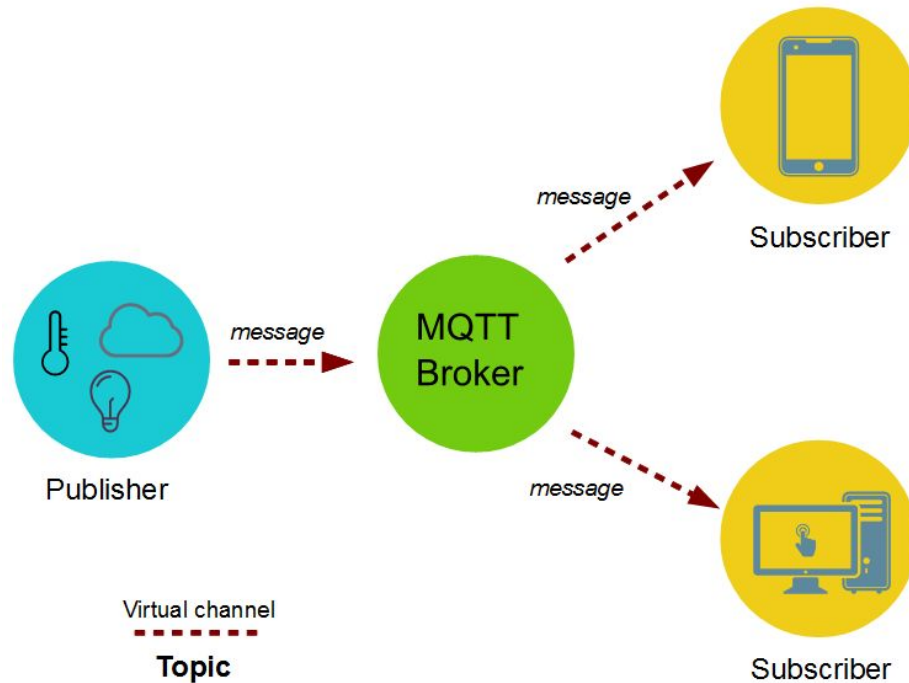 message
Subscriber
message
MQTT
Broker
Publisher
message
Virtual channel
Topic
Subscriber